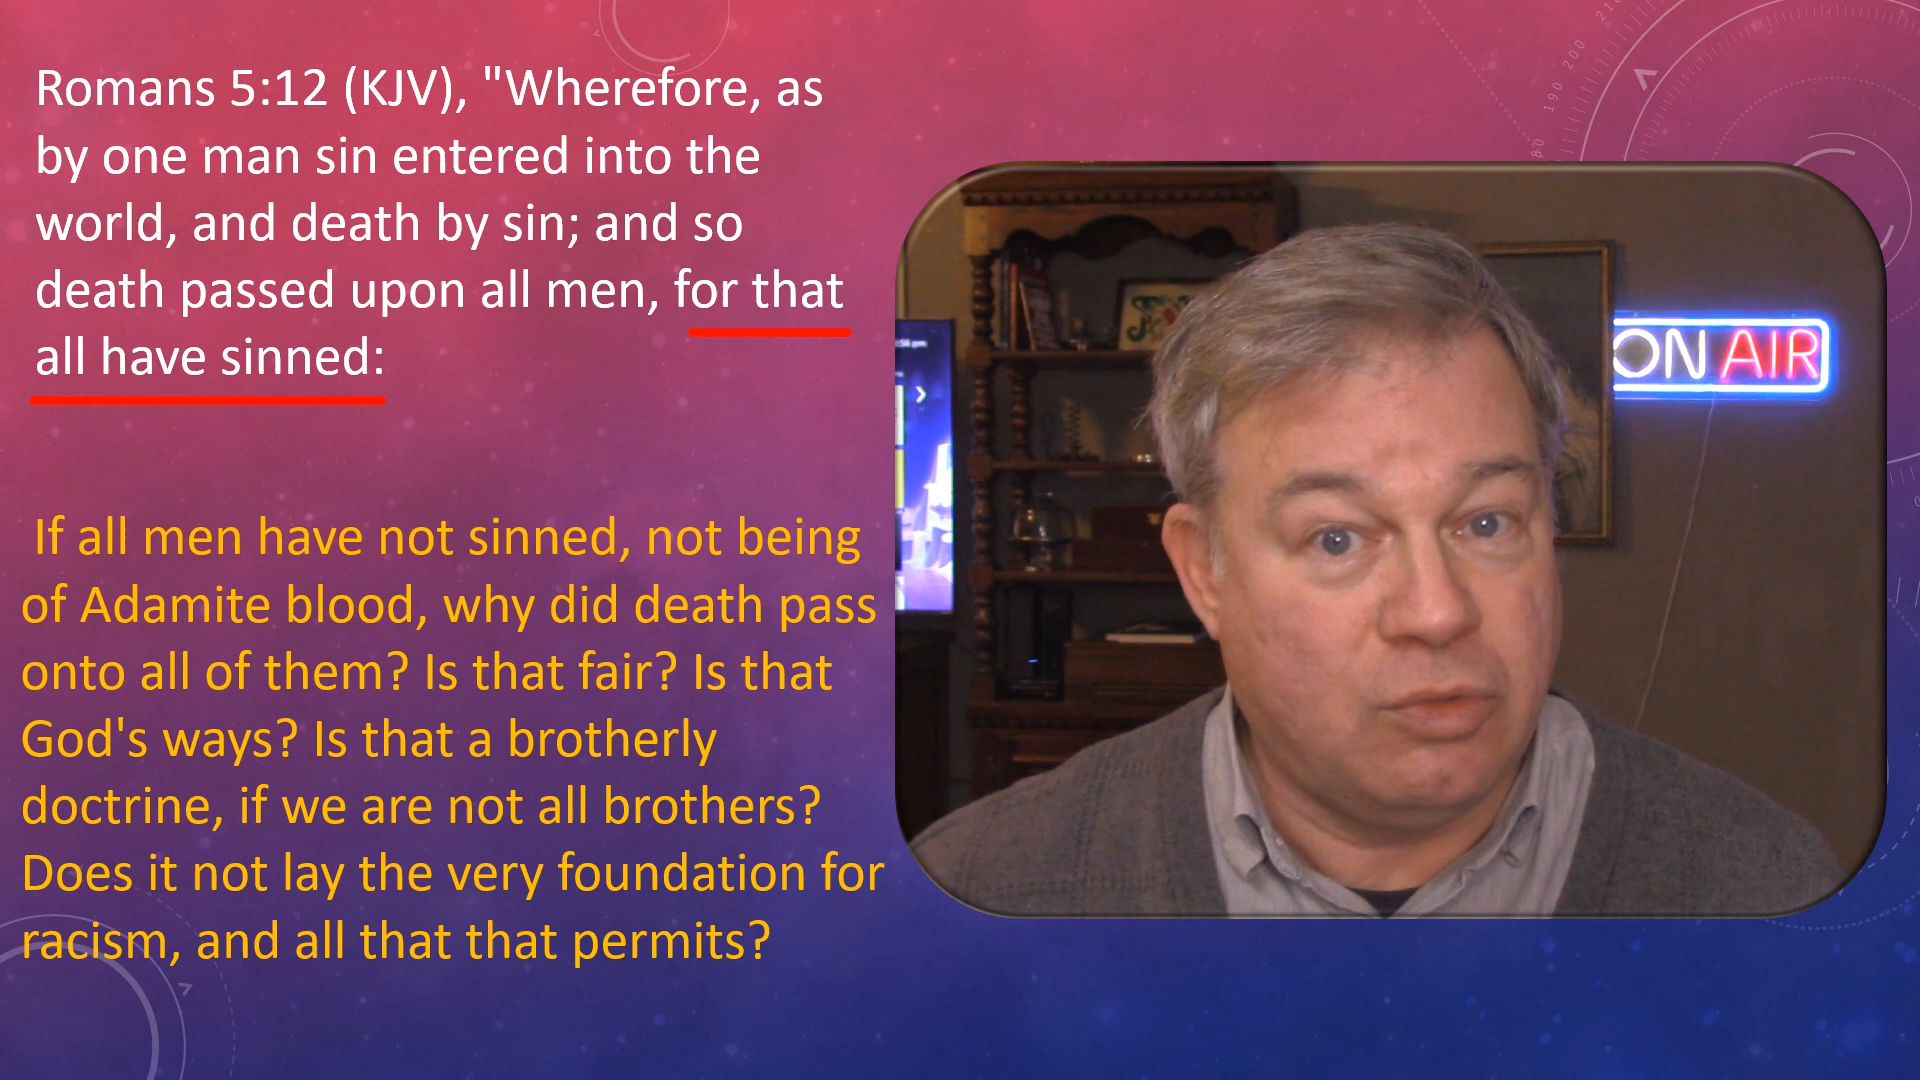 Romans 5:12 (KJV), "Wherefore, as
by one man sin entered into the
world, and death by sin; and so
death passed upon all men, for that
all have sinned:
If all men have not sinned, not being
of Adamite blood, why did death pass
onto all of them? Is that fair? Is that
God's ways? Is that a brotherly
doctrine, if we are not all brothers?
Does it not lay the very foundation for
racism, and all that that permits?
ON AIR
210
200
190